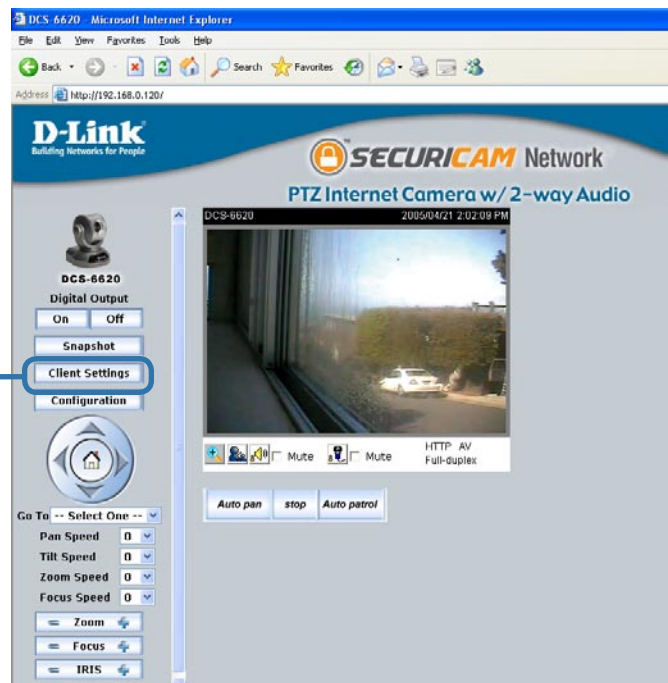 DCS-6620 - Microsoft Internet Explorer
File Edit View Favorites Tools Help
Back Search Favorites
Address http://192.168.0.120/
D-Link
Building Networks for People
SECURICAM Network
PTZ Internet Camera w/ 2-way Audio
DCS-6620 2005/04/21 2:02:09 PM
DCS-6620
Digital Output
On Off
Snapshot
Client Settings
Configuration
Mute Mute HTTP AV
Full-duplex
Auto pan stop Auto patrol
Go To -- Select One --
Pan Speed 0
Tilt Speed 0
Zoom Speed 0
Focus Speed 0
Zoom
Focus
IRIS